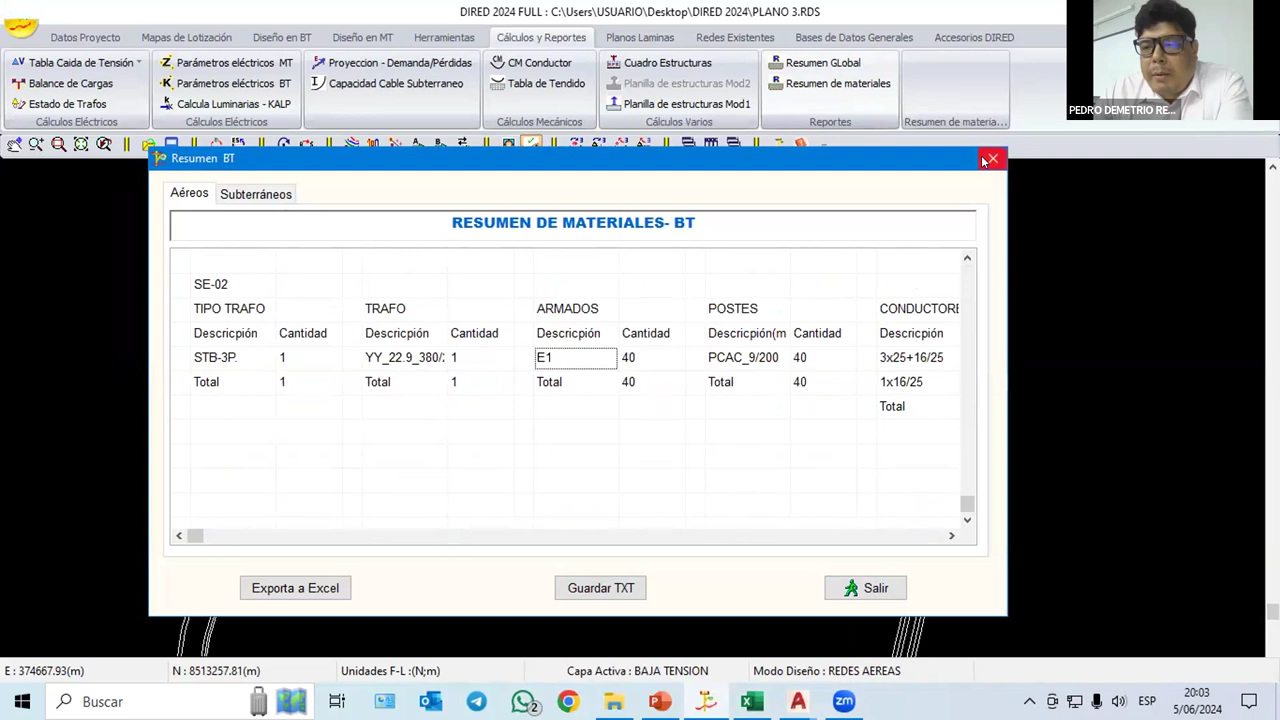 DIRED 2024 FULL : C:\Users\USUARIO\Desktop\DIRED 2024\PLANO 3.RDS
Datos Proyecto Mapas de Lotización Diseño en BT Diseño en MT Herramientas Cálculos y Reportes Planos Laminas Redes Existentes Bases de Datos Generales Accesorios DIRED
Tabla Caida de Tensión Parámetros eléctricos MT Proyeccion - Demanda/Pérdidas CM Conductor Cuadro Estructuras Resumen Global
Balance de Cargas Parámetros eléctricos BT Capacidad Cable Subterraneo Tabla de Tendido Planilla de estructuras Mod2 Resumen de materiales
Estado de Trafos Calcula Luminarias - KALP Planilla de estructuras Mod1
Cálculos Eléctricos Cálculos Eléctricos Cálculos Mecánicos Cálculos Varios Reportes Resumen de materia...
PEDRO DEMETRIO RE...
Resumen BT
Aéreos Subterráneos
RESUMEN DE MATERIALES- BT
SE-02
TIPO TRAFO TRAFO ARMADOS POSTES CONDUCTORE
Descripción Cantidad Descripción Cantidad Descripción Cantidad Descripción(m Cantidad Descripción
STB-3P. 1 YY_22.9_380/2 1 E1 40 PCAC_9/200 40 3x25+16/25
Total 1 Total 1 Total 40 Total 40 1x16/25
Total
Exporta a Excel Guardar TXT Salir
E : 374667.93(m) N : 8513257.81(m) Unidades F-L :(N;m) Capa Activa : BAJA TENSION Modo Diseño : REDES AEREAS
Buscar 2 zm ESP 20:03
5/06/2024